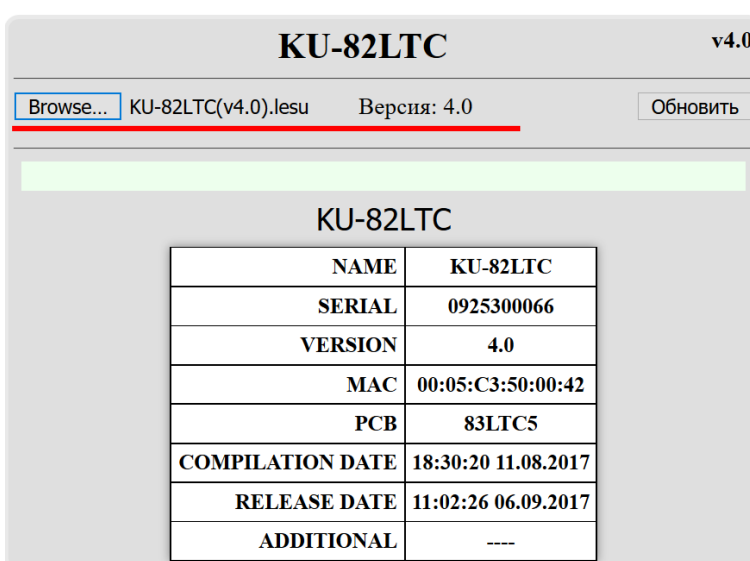 KU-82LTC v4.0
Browse... KU-82LTC(v4.0).lesu Версия: 4.0 Обновить
KU-82LTC
NAME KU-82LTC
SERIAL 0925300066
VERSION 4.0
MAC 00:05:C3:50:00:42
PCB 83LTC5
COMPILATION DATE 18:30:20 11.08.2017
RELEASE DATE 11:02:26 06.09.2017
ADDITIONAL ----